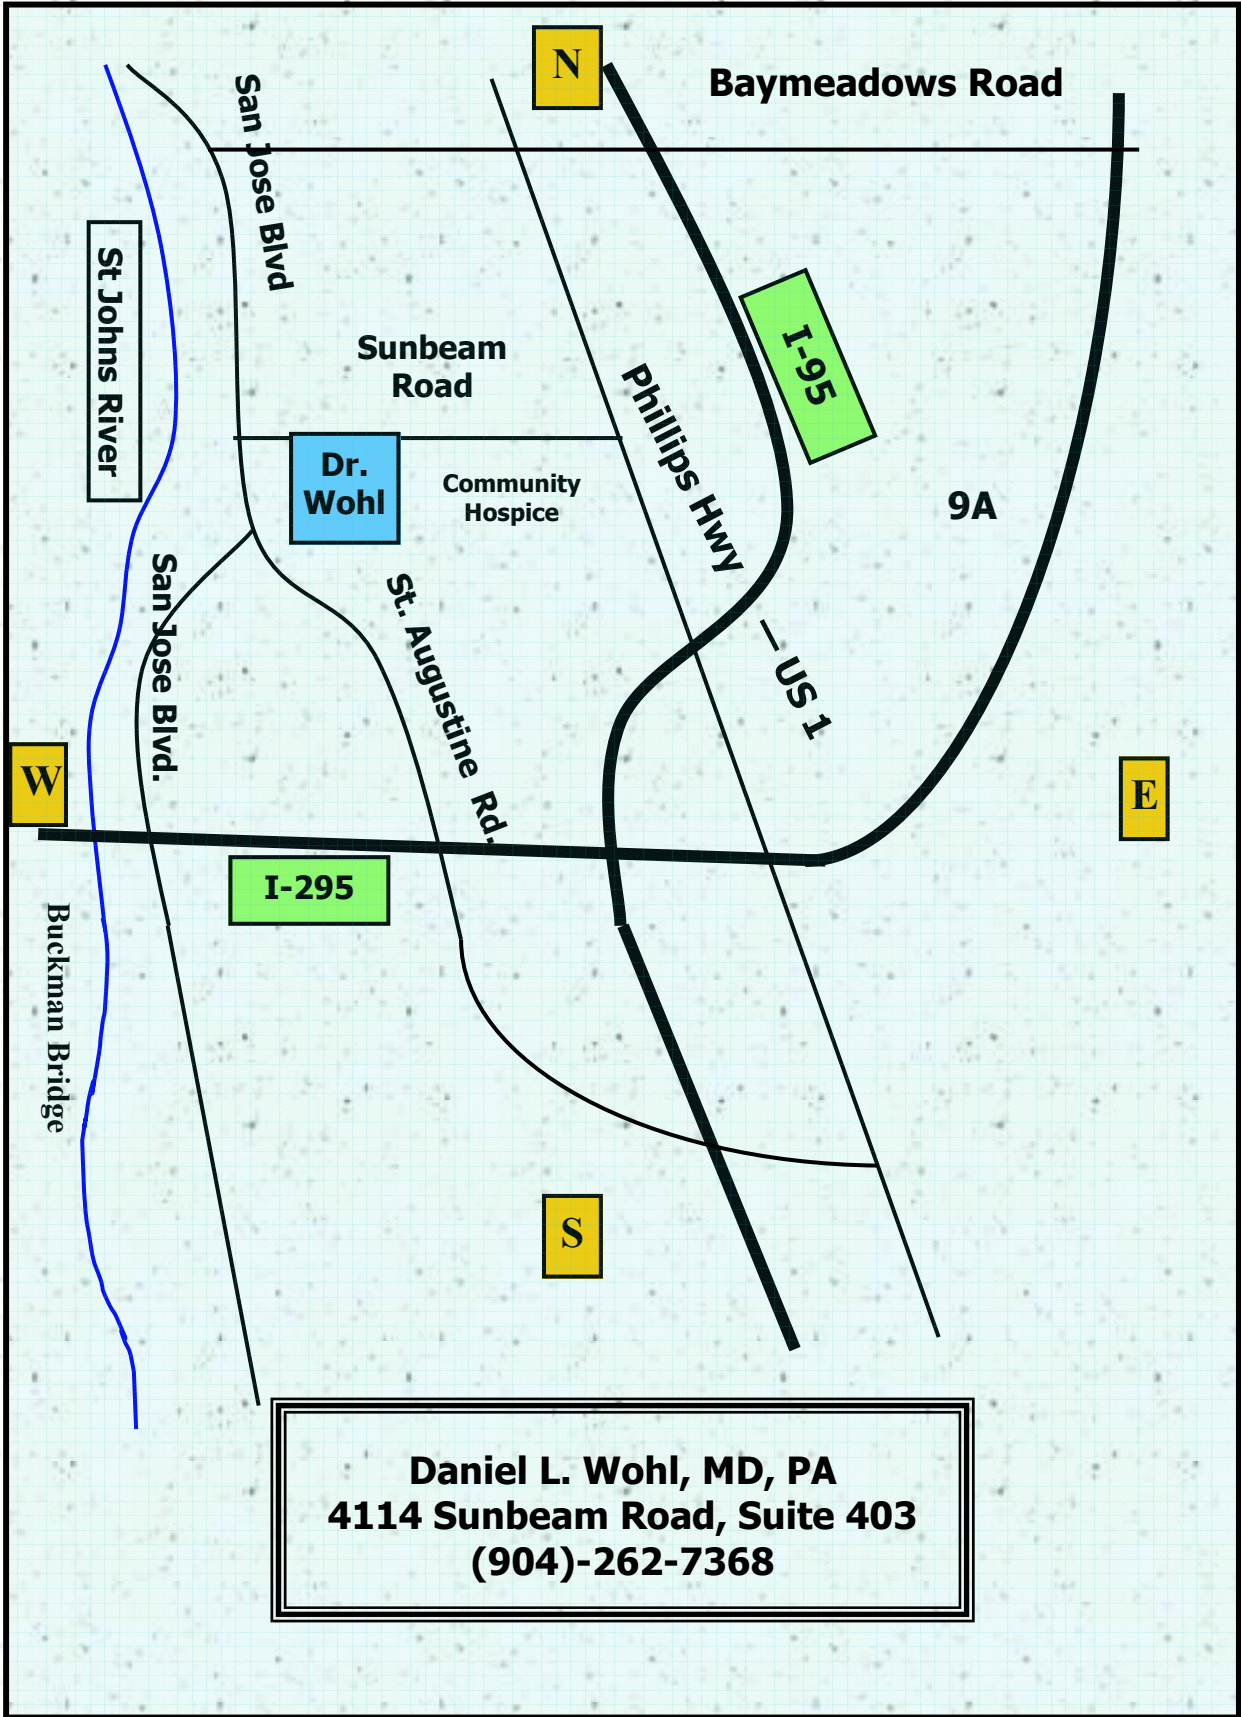 N
Baymeadows Road
San Jose Blvd
St Johns River
I-95
Sunbeam
Road
Phillips Hwy
Dr.
Wohl
Community
Hospice
9A
San Jose Blvd.
St. Augustine Rd.
— US 1
W
E
I-295
Buckman Bridge
S
Daniel L. Wohl, MD, PA
4114 Sunbeam Road, Suite 403
(904)-262-7368